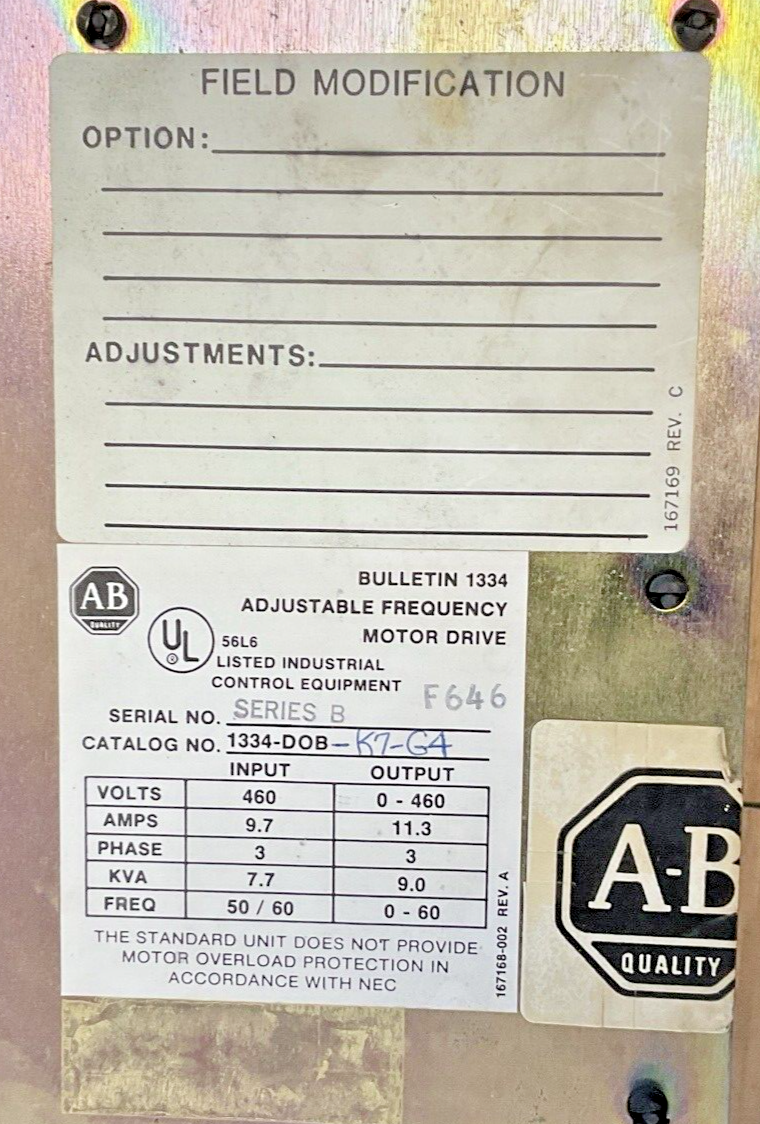 FIELD MODIFICATION
OPTION:
ADJUSTMENTS:
167169 REV. C
AB
QUALITY
BULLETIN 1334
ADJUSTABLE FREQUENCY
MOTOR DRIVE
UL
56L6
LISTED INDUSTRIAL
CONTROL EQUIPMENT
F646
SERIAL NO. SERIES B
CATALOG NO. 1334-DOB-K7-G4
INPUT OUTPUT
VOLTS 460 0 - 460
AMPS 9.7 11.3
PHASE 3 3
KVA 7.7 9.0
FREQ 50 / 60 0 - 60
THE STANDARD UNIT DOES NOT PROVIDE
MOTOR OVERLOAD PROTECTION IN
ACCORDANCE WITH NEC
167168-002 REV. A
A-B
QUALITY